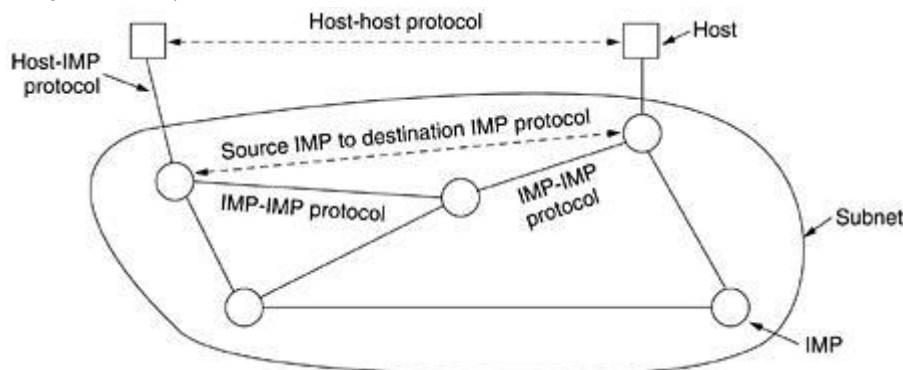 Host-host protocol
Host
Host-IMP
protocol
Source IMP to destination IMP protocol
IMP-IMP protocol
IMP-IMP
protocol
Subnet
IMP